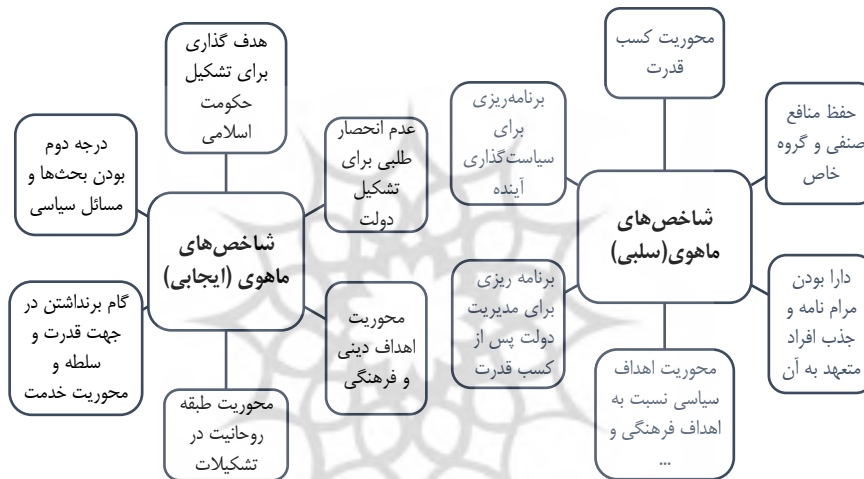 محوریت کسب
قدرت
حفظ منافع
صنفی و گروه
خاص
دارا بودن
مرام نامه و
جذب افراد
متعهد به آن
محوریت اهداف
سیاسی نسبت به
اهداف فرهنگی و
...
برنامه ریزی
برای مدیریت
دولت پس از
کسب قدرت
برنامه‌ریزی
برای
سیاست‌گذاری
آینده
شاخص‌های
ماهوی(سلبی)
هدف گذاری
برای تشکیل
حکومت
اسلامی
عدم انحصار
طلبی برای
تشکیل
دولت
محوریت
اهداف دینی
و فرهنگی
محوریت طبقه
روحانیت در
تشکیلات
گام برنداشتن در
جهت قدرت و
سلطه و
محوریت خدمت
درجه دوم
بودن بحث‌ها و
مسائل سیاسی
شاخص‌های
ماهوی (ایجابی)